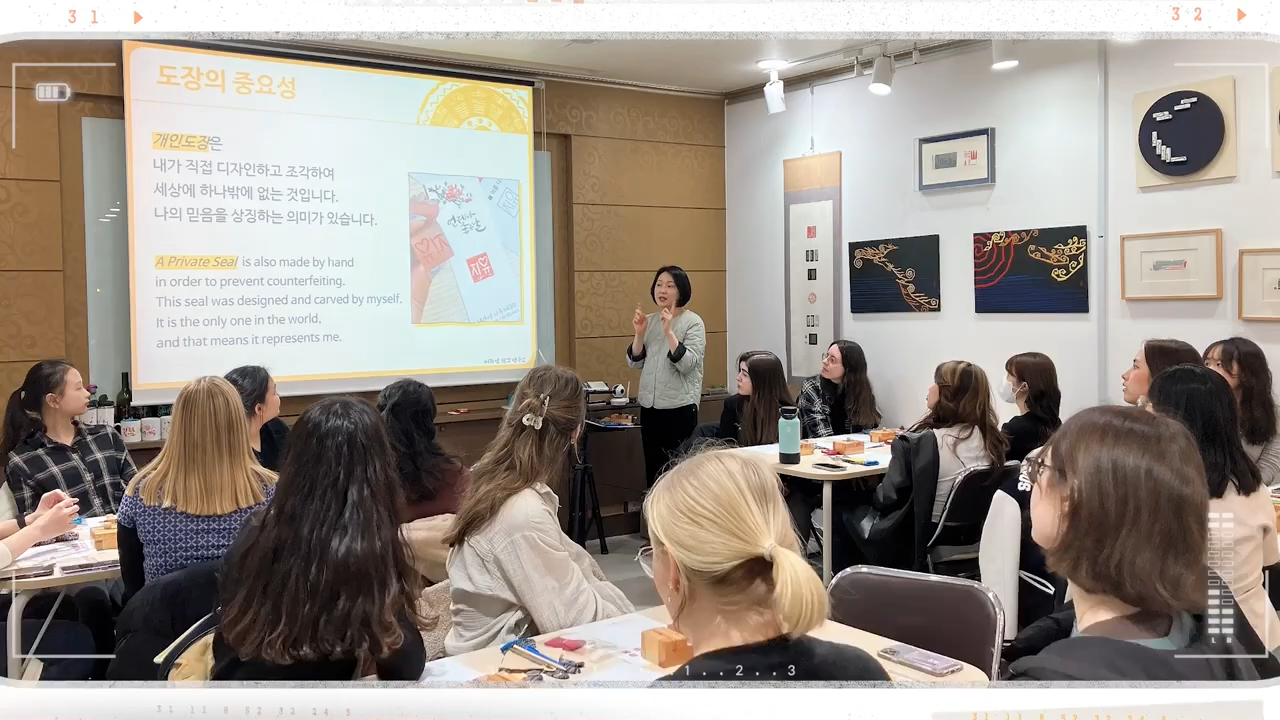 31
32
도장의 중요성
개인도장은
내가 직접 디자인하고 조각하여
세상에 하나밖에 없는 것입니다.
나의 믿음을 상징하는 의미가 있습니다.
A Private Seal is also made by hand
in order to prevent counterfeiting.
This seal was designed and carved by myself.
It is the only one in the world,
and that means it represents me.
지유
1..2..3